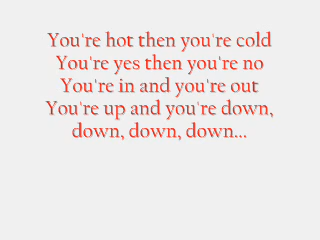 You're hot then you're cold
You're yes then you're no
You're in and you're out
You're up and you're down,
down, down, down...